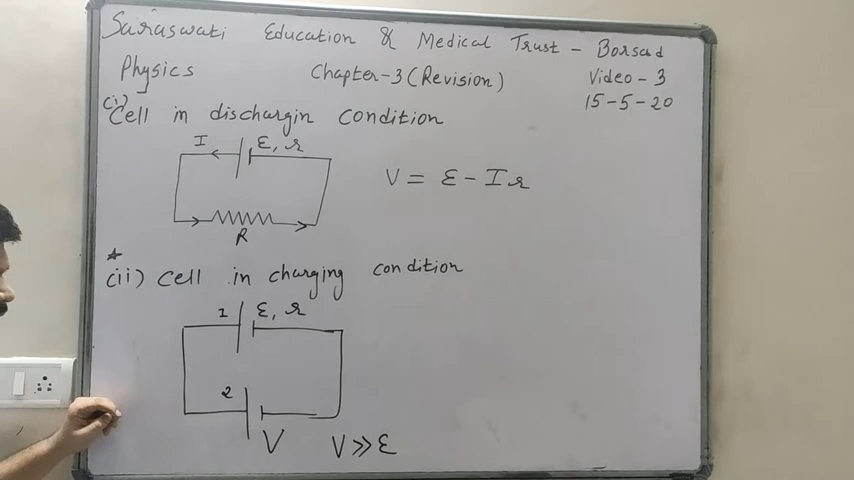 Saraswati Education & Medical Trust - Borsad
Physics Chapter-3 (Revision) Video - 3
15-5-20
(i) Cell in dischargin condition
I ε, r
V = ε - Ir
R
★
(ii) Cell in charging condition
1 ε, r
2
V V >> ε